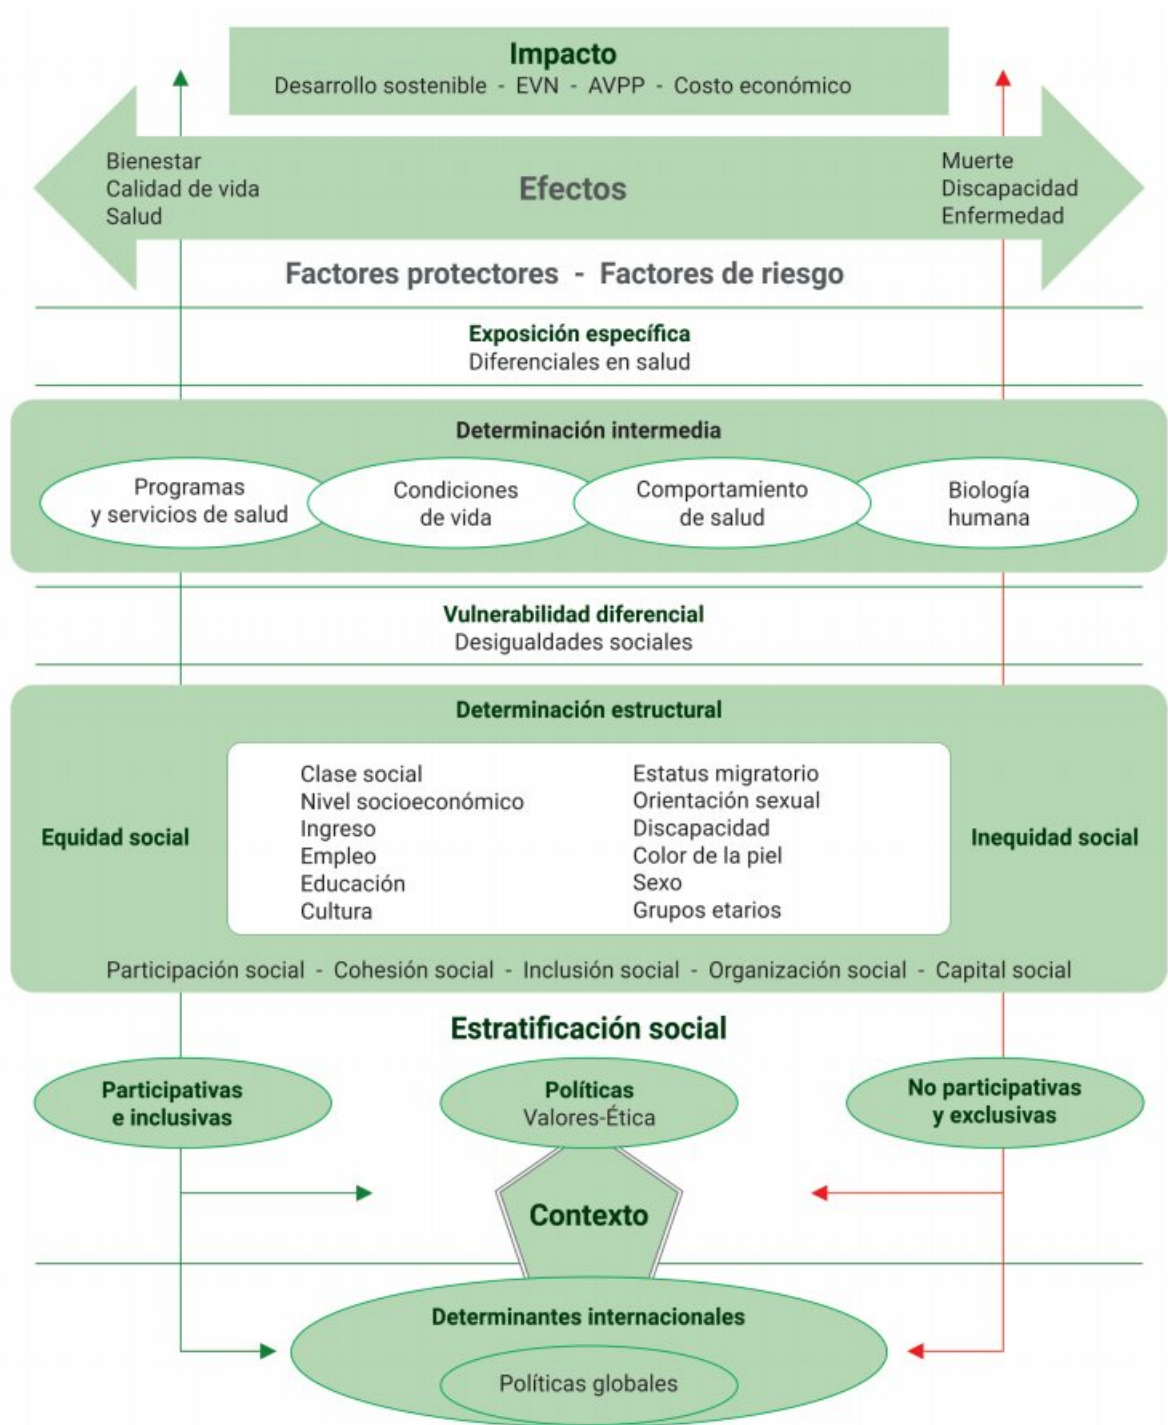 Impacto
Desarrollo sostenible - EVN - AVPP - Costo económico
Bienestar
Calidad de vida
Salud
Efectos
Muerte
Discapacidad
Enfermedad
Factores protectores - Factores de riesgo
Exposición específica
Diferenciales en salud
Determinación intermedia
Programas
y servicios de salud
Condiciones
de vida
Comportamiento
de salud
Biología
humana
Vulnerabilidad diferencial
Desigualdades sociales
Determinación estructural
Equidad social
Clase social
Nivel socioeconómico
Ingreso
Empleo
Educación
Cultura
Estatus migratorio
Orientación sexual
Discapacidad
Color de la piel
Sexo
Grupos etarios
Inequidad social
Participación social - Cohesión social - Inclusión social - Organización social - Capital social
Estratificación social
Participativas
e inclusivas
Políticas
Valores-Ética
No participativas
y exclusivas
Contexto
Determinantes internacionales
Políticas globales